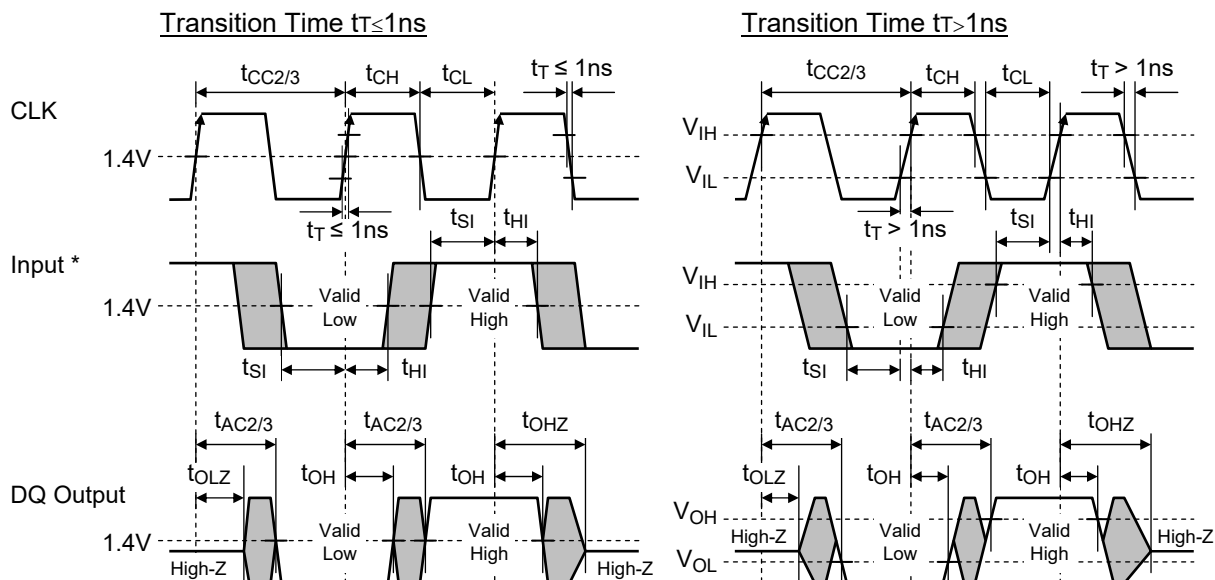 Transition Time tT≤1ns
tCC2/3 tCH tCL tT ≤ 1ns
CLK
1.4V
tT ≤ 1ns
tSI tHI
Input *
1.4V
Valid Low
Valid High
tSI tHI
tAC2/3 tAC2/3 tOHZ
tOLZ tOH tOH
DQ Output
1.4V
High-Z
Valid Low
Valid High
High-Z
Transition Time tT>1ns
tCC2/3 tCH tCL tT > 1ns
VIH
VIL
tT > 1ns
tSI tHI
VIH
VIL
Valid Low
Valid High
tSI tHI
tAC2/3 tAC2/3 tOHZ
tOLZ tOH tOH
VOH
High-Z
VOL
Valid Low
Valid High
High-Z